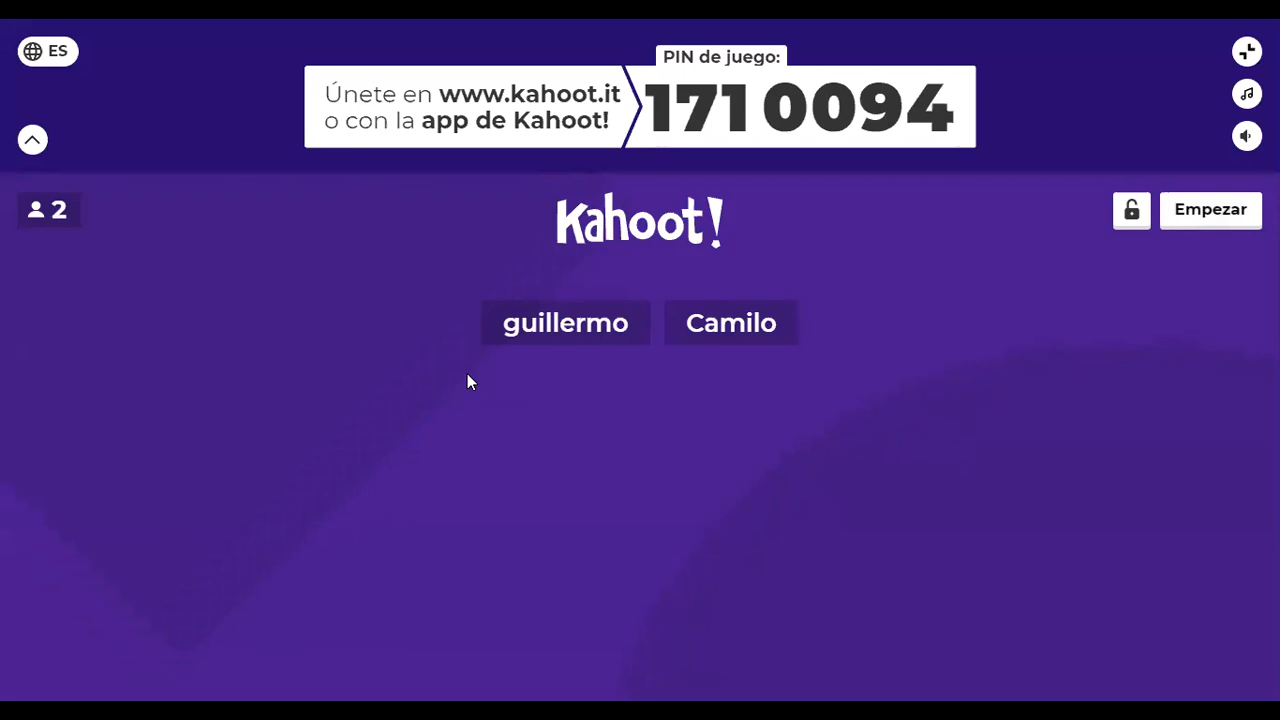 ES
PIN de juego:
Únete en www.kahoot.it
o con la app de Kahoot!
171 0094
2
Kahoot!
Empezar
guillermo
Camilo